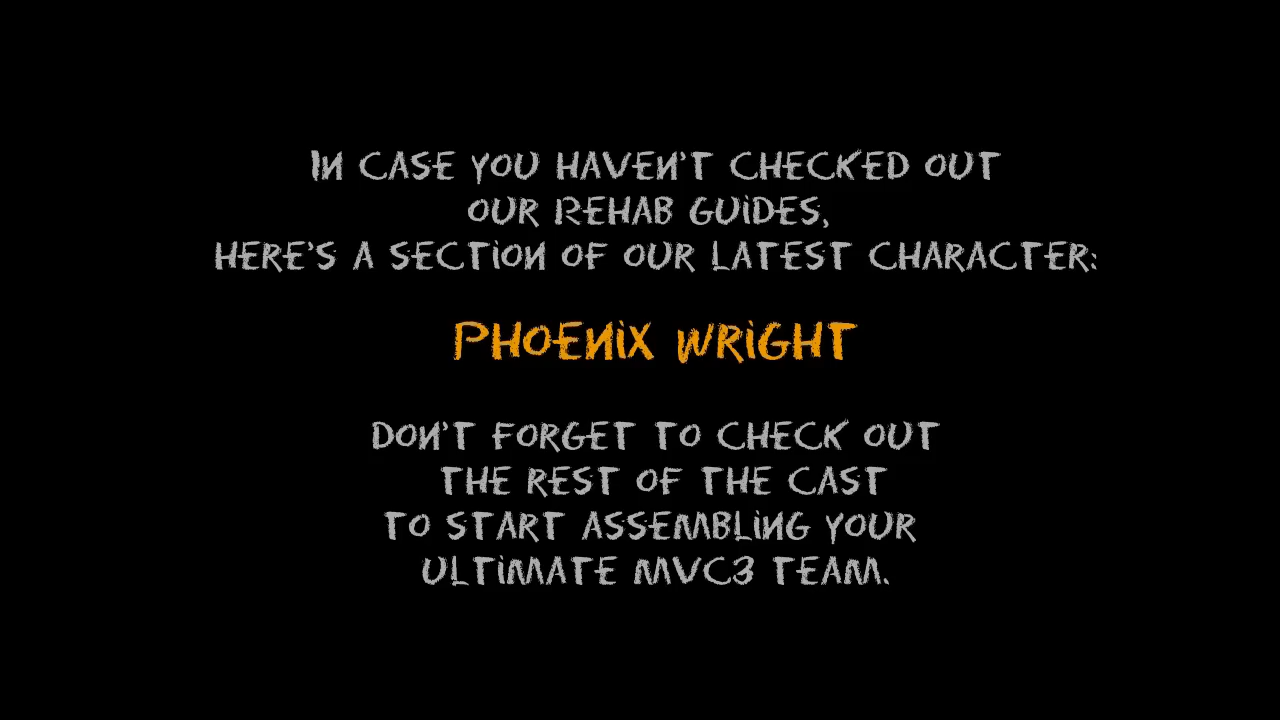 In case you haven't checked out
our Rehab Guides,
here's a section of our latest character:
Phoenix Wright
Don't forget to check out
the rest of the cast
to start assembling your
ultimate MVC3 team.